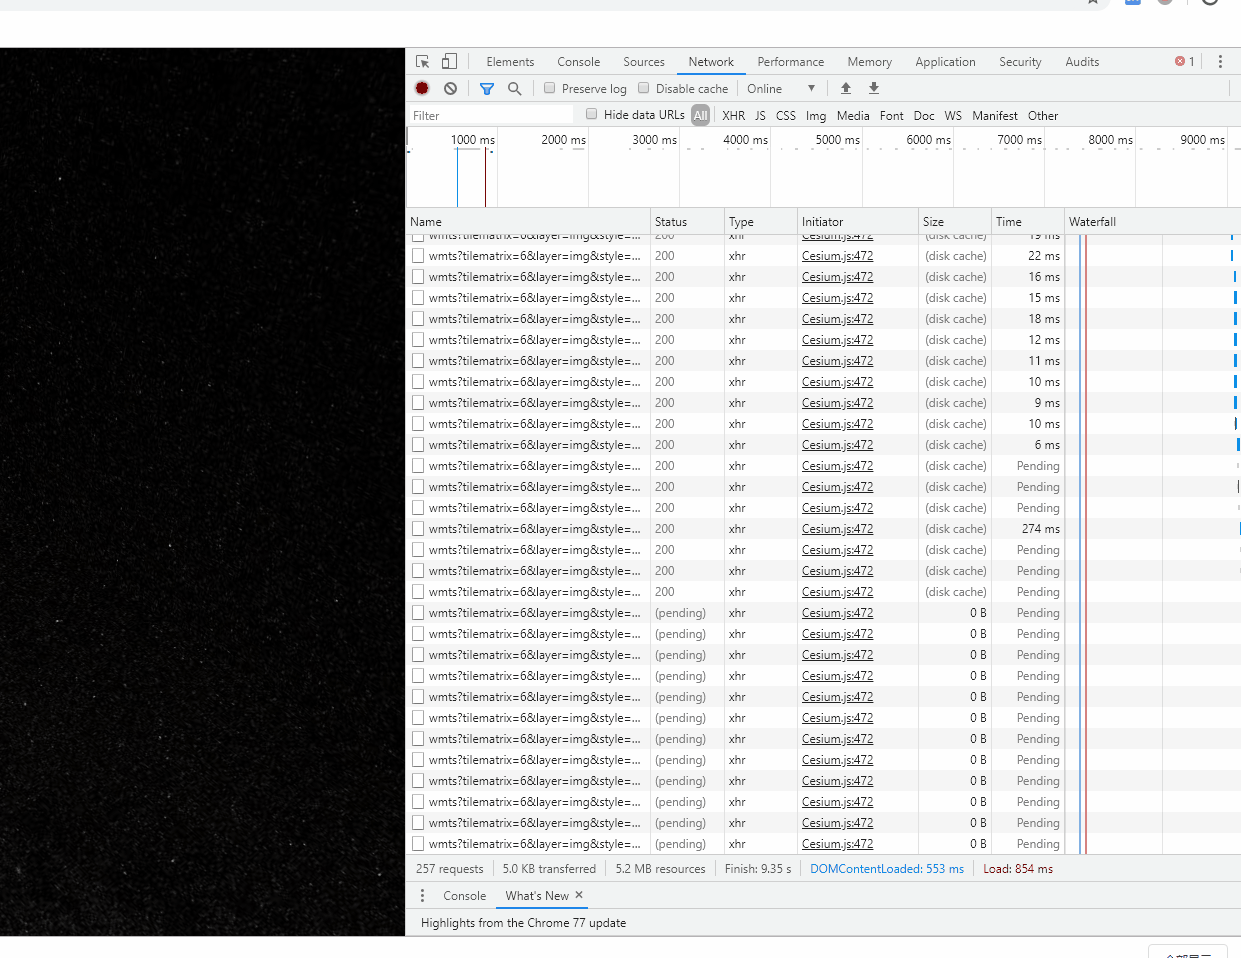 Elements Console Sources Network Performance Memory Application Security Audits 1
Preserve log Disable cache Online
Filter Hide data URLs All XHR JS CSS Img Media Font Doc WS Manifest Other
1000 ms 2000 ms 3000 ms 4000 ms 5000 ms 6000 ms 7000 ms 8000 ms 9000 ms
Name Status Type Initiator Size Time Waterfall
wmts?tilematrix=6&layer=img&style=... 200 xhr Cesium.js:472 (disk cache) 19 ms
wmts?tilematrix=6&layer=img&style=... 200 xhr Cesium.js:472 (disk cache) 22 ms
wmts?tilematrix=6&layer=img&style=... 200 xhr Cesium.js:472 (disk cache) 16 ms
wmts?tilematrix=6&layer=img&style=... 200 xhr Cesium.js:472 (disk cache) 15 ms
wmts?tilematrix=6&layer=img&style=... 200 xhr Cesium.js:472 (disk cache) 18 ms
wmts?tilematrix=6&layer=img&style=... 200 xhr Cesium.js:472 (disk cache) 12 ms
wmts?tilematrix=6&layer=img&style=... 200 xhr Cesium.js:472 (disk cache) 11 ms
wmts?tilematrix=6&layer=img&style=... 200 xhr Cesium.js:472 (disk cache) 10 ms
wmts?tilematrix=6&layer=img&style=... 200 xhr Cesium.js:472 (disk cache) 9 ms
wmts?tilematrix=6&layer=img&style=... 200 xhr Cesium.js:472 (disk cache) 10 ms
wmts?tilematrix=6&layer=img&style=... 200 xhr Cesium.js:472 (disk cache) 6 ms
wmts?tilematrix=6&layer=img&style=... 200 xhr Cesium.js:472 (disk cache) Pending
wmts?tilematrix=6&layer=img&style=... 200 xhr Cesium.js:472 (disk cache) Pending
wmts?tilematrix=6&layer=img&style=... 200 xhr Cesium.js:472 (disk cache) Pending
wmts?tilematrix=6&layer=img&style=... 200 xhr Cesium.js:472 (disk cache) 274 ms
wmts?tilematrix=6&layer=img&style=... 200 xhr Cesium.js:472 (disk cache) Pending
wmts?tilematrix=6&layer=img&style=... 200 xhr Cesium.js:472 (disk cache) Pending
wmts?tilematrix=6&layer=img&style=... 200 xhr Cesium.js:472 (disk cache) Pending
wmts?tilematrix=6&layer=img&style=... (pending) xhr Cesium.js:472 0 B Pending
wmts?tilematrix=6&layer=img&style=... (pending) xhr Cesium.js:472 0 B Pending
wmts?tilematrix=6&layer=img&style=... (pending) xhr Cesium.js:472 0 B Pending
wmts?tilematrix=6&layer=img&style=... (pending) xhr Cesium.js:472 0 B Pending
wmts?tilematrix=6&layer=img&style=... (pending) xhr Cesium.js:472 0 B Pending
wmts?tilematrix=6&layer=img&style=... (pending) xhr Cesium.js:472 0 B Pending
wmts?tilematrix=6&layer=img&style=... (pending) xhr Cesium.js:472 0 B Pending
wmts?tilematrix=6&layer=img&style=... (pending) xhr Cesium.js:472 0 B Pending
wmts?tilematrix=6&layer=img&style=... (pending) xhr Cesium.js:472 0 B Pending
wmts?tilematrix=6&layer=img&style=... (pending) xhr Cesium.js:472 0 B Pending
wmts?tilematrix=6&layer=img&style=... (pending) xhr Cesium.js:472 0 B Pending
wmts?tilematrix=6&layer=img&style=... (pending) xhr Cesium.js:472 0 B Pending
257 requests 5.0 KB transferred 5.2 MB resources Finish: 9.35 s DOMContentLoaded: 553 ms Load: 854 ms
Console What's New
Highlights from the Chrome 77 update